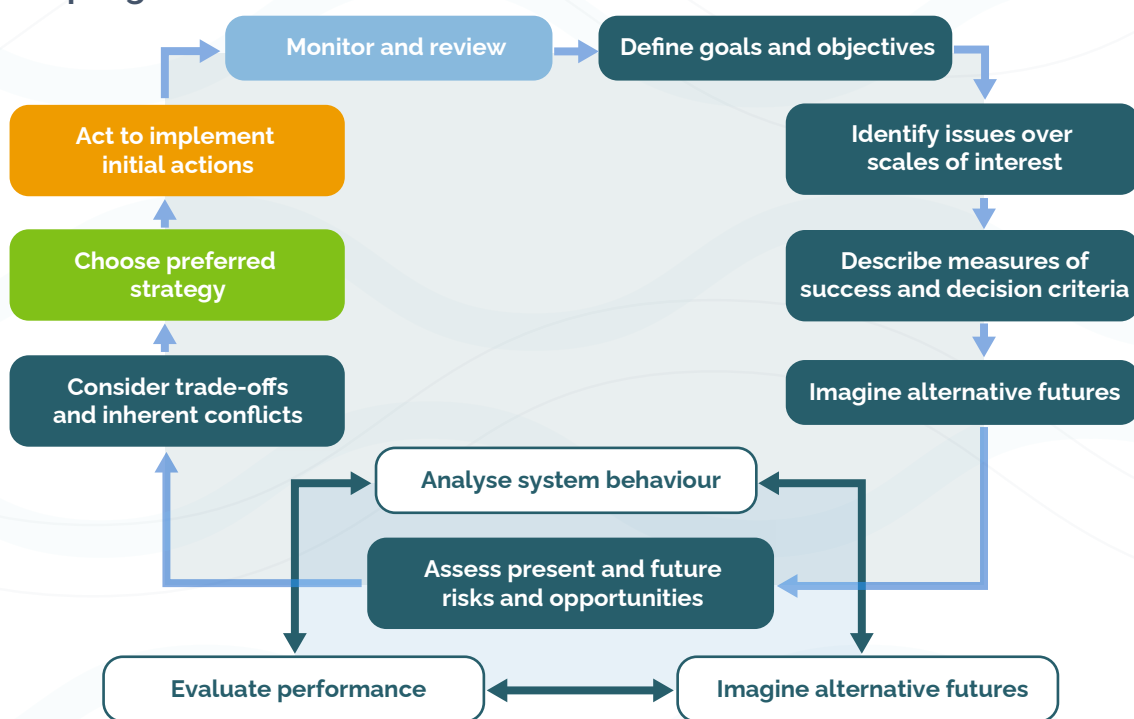 Monitor and review
Define goals and objectives
Act to implement
initial actions
Identify issues over
scales of interest
Choose preferred
strategy
Describe measures of
success and decision criteria
Consider trade-offs
and inherent conflicts
Imagine alternative futures
Analyse system behaviour
Assess present and future
risks and opportunities
Evaluate performance
Imagine alternative futures